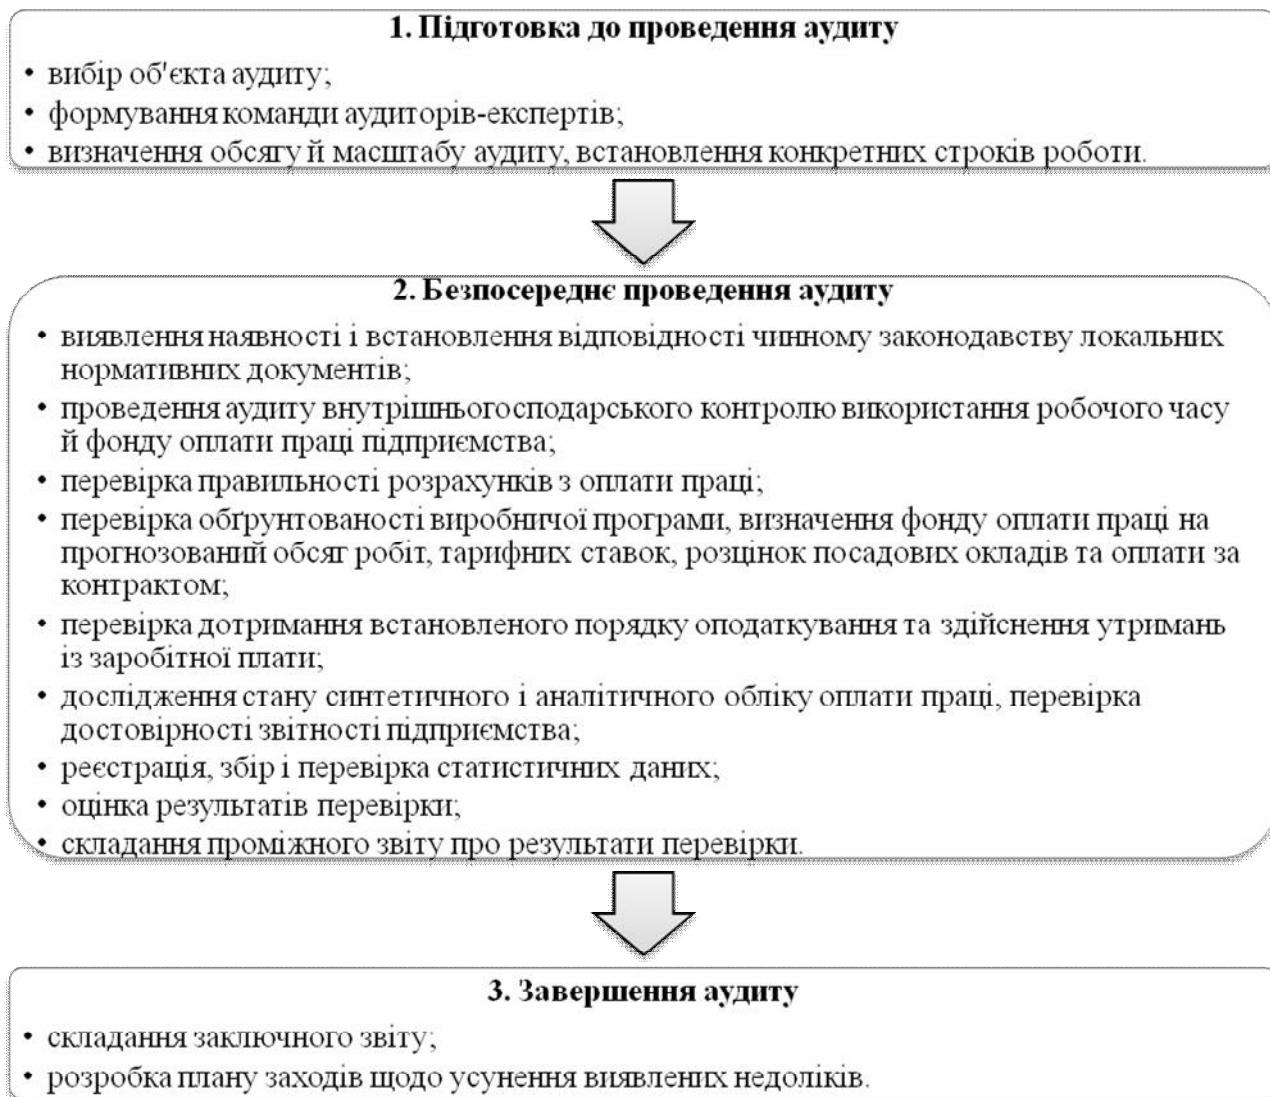 1. Підготовка до проведення аудиту
• вибір об'єкта аудиту;
• формування команди аудиторів-експертів;
• визначення обсягу й масштабу аудиту, встановлення конкретних строків роботи.
2. Безпосереднє проведення аудиту
• виявлення наявності і встановлення відповідності чинному законодавству локальних
нормативних документів;
• проведення аудиту внутрішньогосподарського контролю використання робочого часу
й фонду оплати праці підприємства;
• перевірка правильності розрахунків з оплати праці;
• перевірка обґрунтованості виробничої програми, визначення фонду оплати праці на
прогнозований обсяг робіт, тарифних ставок, розцінок посадових окладів та оплати за
контрактом;
• перевірка дотримання встановленого порядку оподаткування та здійснення утримань
із заробітної плати;
• дослідження стану синтетичного і аналітичного обліку оплати праці, перевірка
достовірності звітності підприємства;
• реєстрація, збір і перевірка статистичних даних;
• оцінка результатів перевірки;
• складання проміжного звіту про результати перевірки.
3. Завершення аудиту
• складання заключного звіту;
• розробка плану заходів щодо усунення виявлених недоліків.